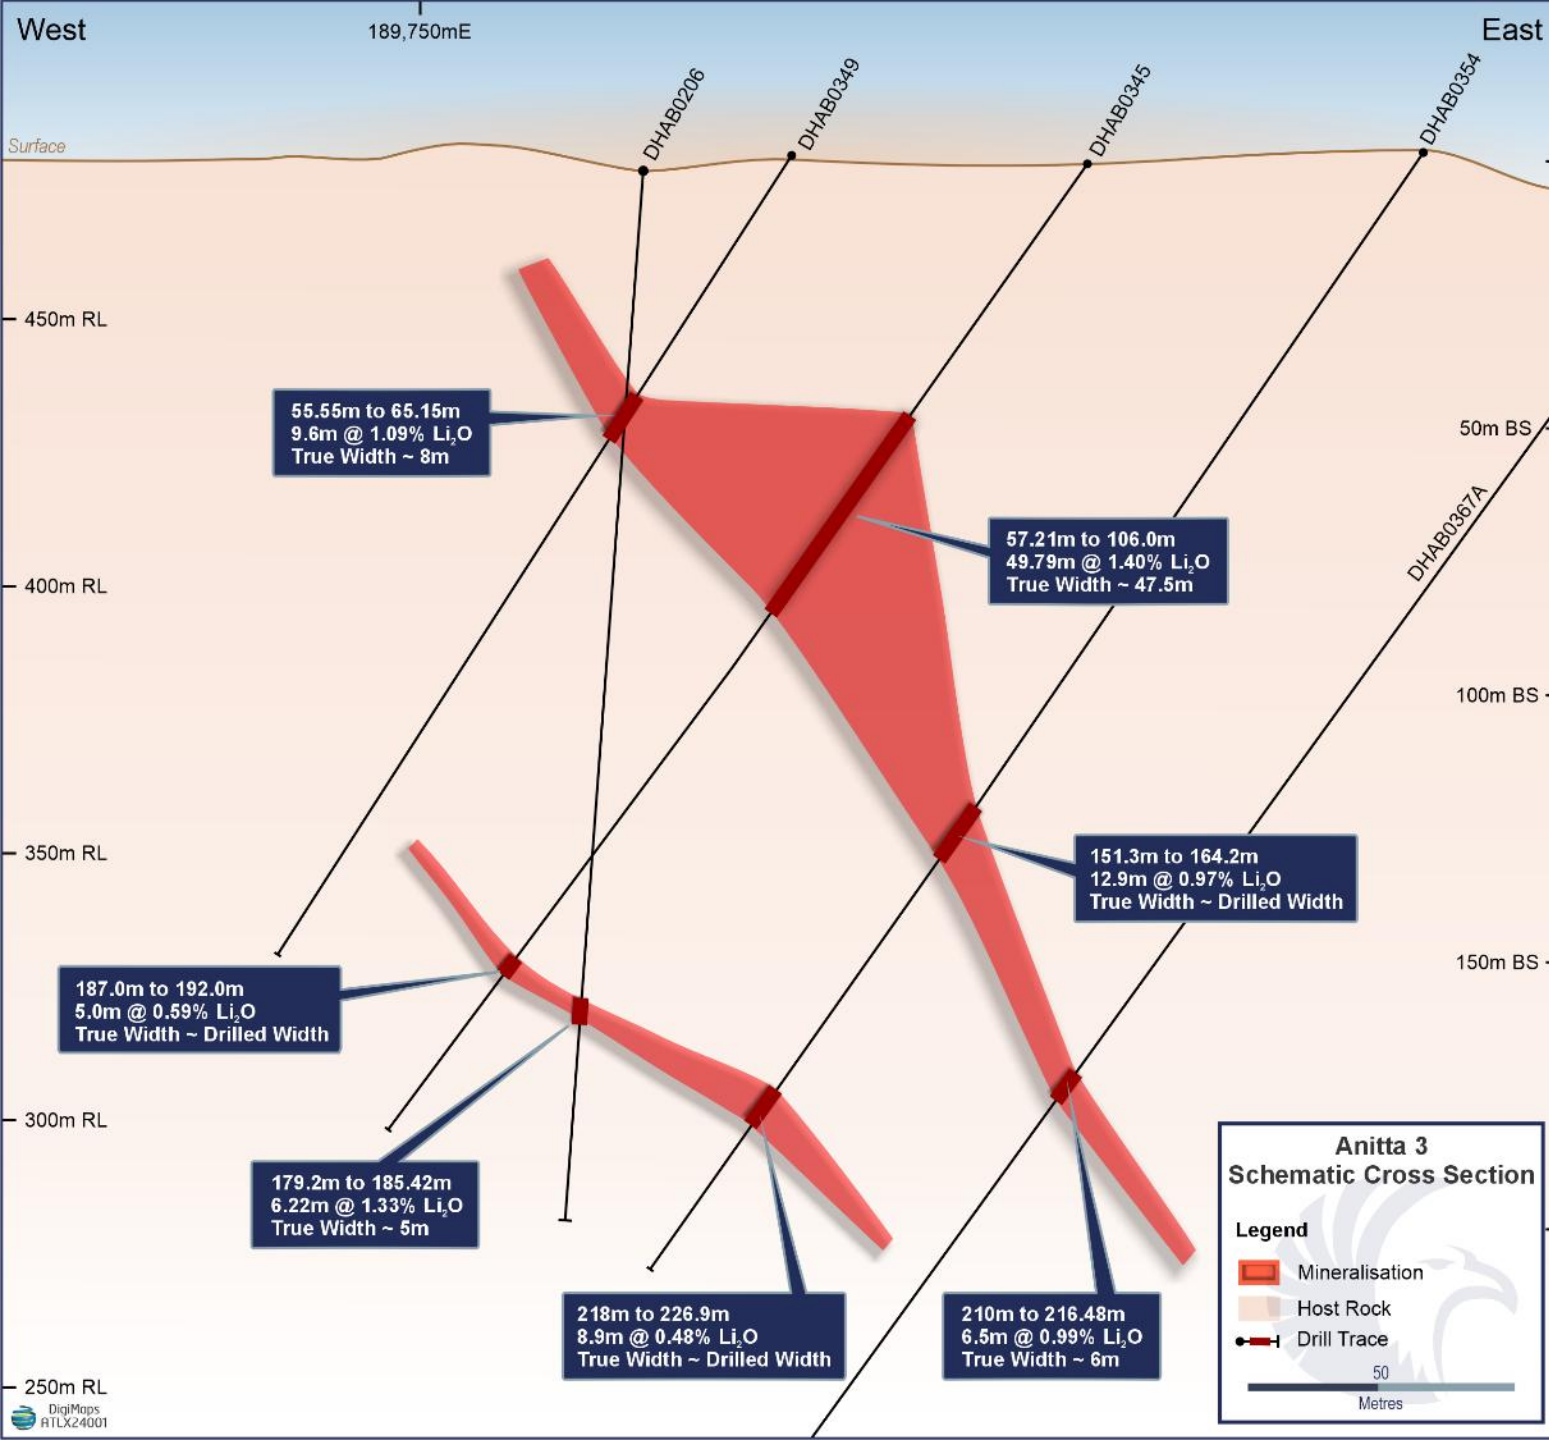 West
189,750mE
East
DHAB0206
DHAB0349
DHAB0345
DHAB0354
Surface
450m RL
55.55m to 65.15m
9.6m @ 1.09% Li₂O
True Width ~ 8m
50m BS
DHAB0367A
57.21m to 106.0m
49.79m @ 1.40% Li₂O
True Width ~ 47.5m
400m RL
100m BS
350m RL
151.3m to 164.2m
12.9m @ 0.97% Li₂O
True Width ~ Drilled Width
150m BS
187.0m to 192.0m
5.0m @ 0.59% Li₂O
True Width ~ Drilled Width
300m RL
179.2m to 185.42m
6.22m @ 1.33% Li₂O
True Width ~ 5m
218m to 226.9m
8.9m @ 0.48% Li₂O
True Width ~ Drilled Width
210m to 216.48m
6.5m @ 0.99% Li₂O
True Width ~ 6m
Anitta 3
Schematic Cross Section
Legend
Mineralisation
Host Rock
Drill Trace
50
Metres
250m RL
DigiMaps
ATLX24001